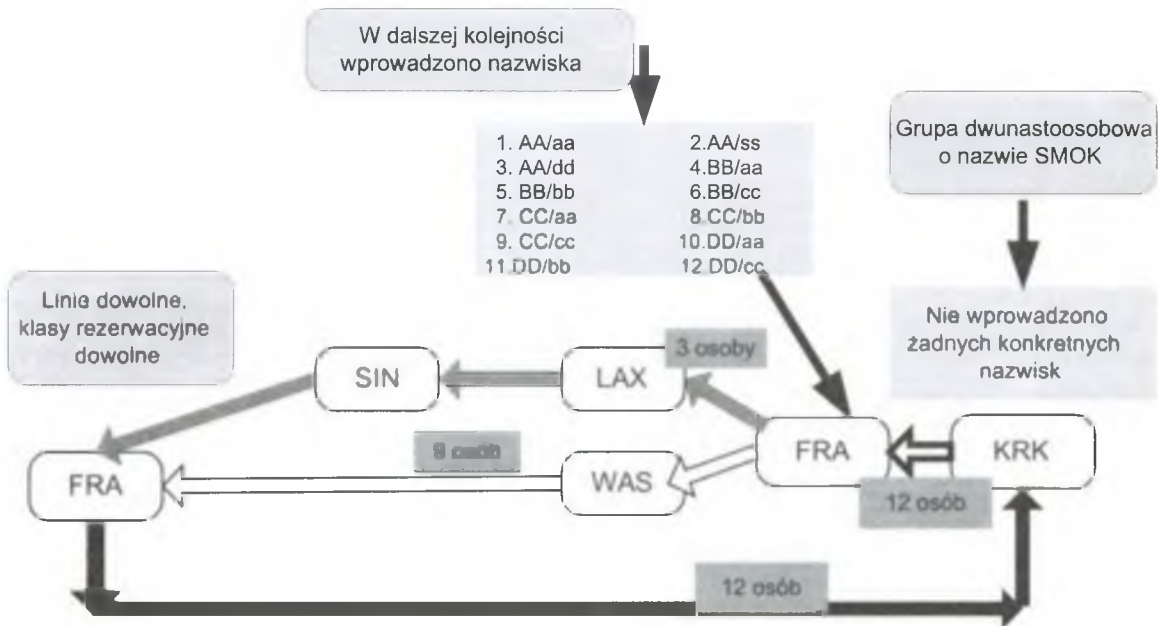 W dalszej kolejności
wprowadzono nazwiska
Grupa dwunastoosobowa
o nazwie SMOK
1. AA/aa 2.AA/ss
3. AA/dd 4.BB/aa
5. BB/bb 6.BB/cc
7. CC/aa 8.CC/bb
9. CC/cc 10.DD/aa
11.DD/bb 12 DD/cc
Linie dowolne,
klasy rezerwacyjne
dowolne
Nie wprowadzono
żadnych konkretnych
nazwisk
3 osoby
SIN
LAX
FRA
KRK
9 osób
FRA
WAS
12 osób
12 osób